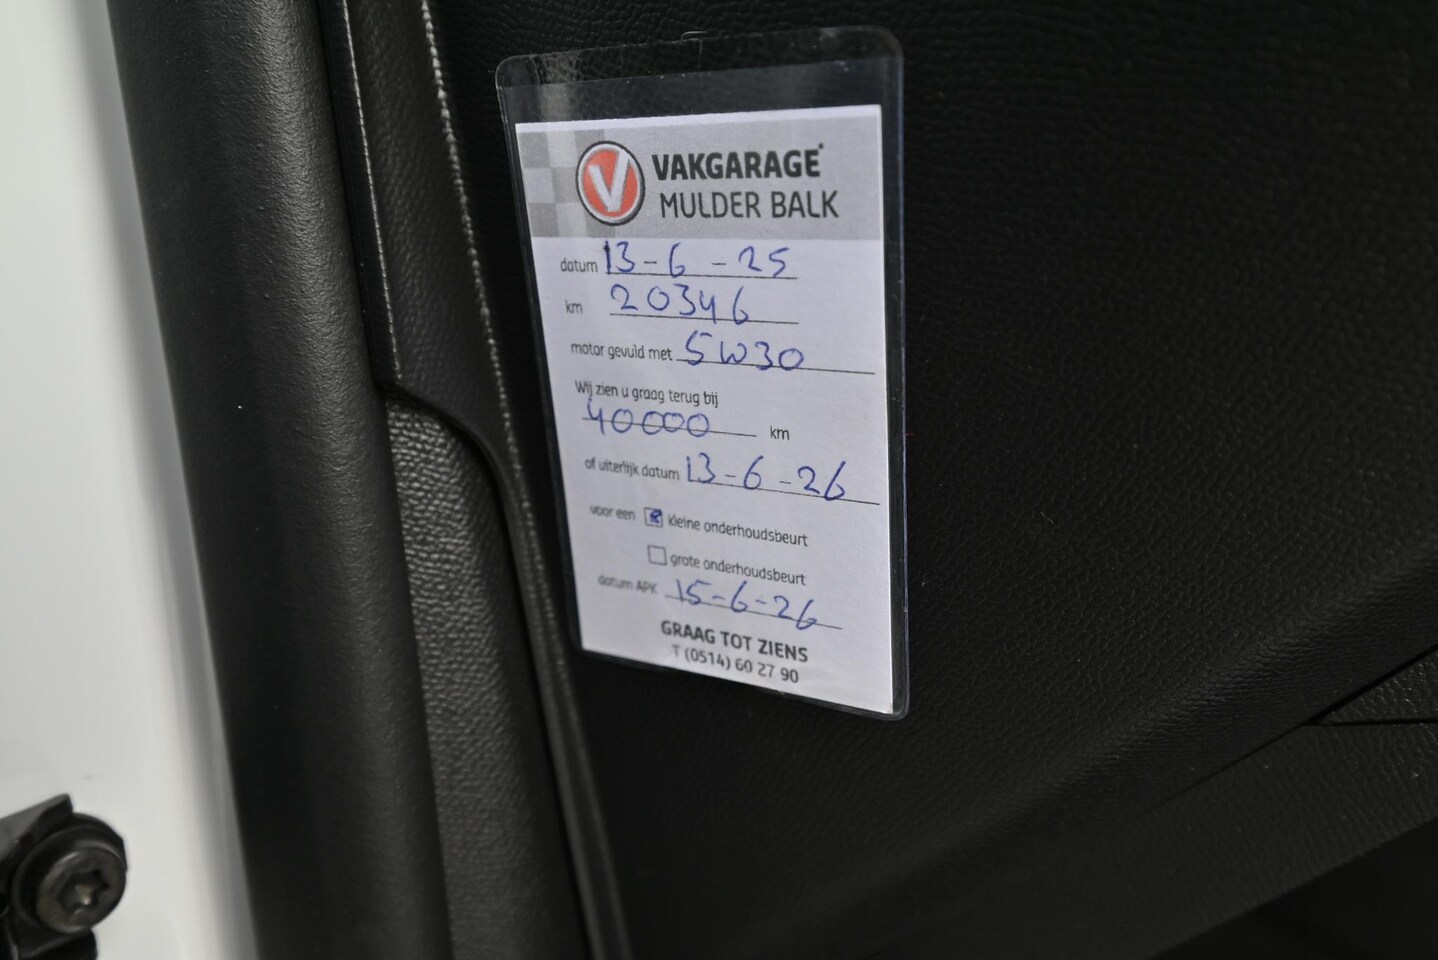 V VAKGARAGE
MULDER BALK
datum 13-6-25
km 20346
motor gevuld met 5W30
Wij zien u graag terug bij
40000 km
of uiterlijk datum 13-6-26
voor een kleine onderhoudsbeurt
grote onderhoudsbeurt
datum APK 15-6-26
GRAAG TOT ZIENS
T (0514) 60 27 90